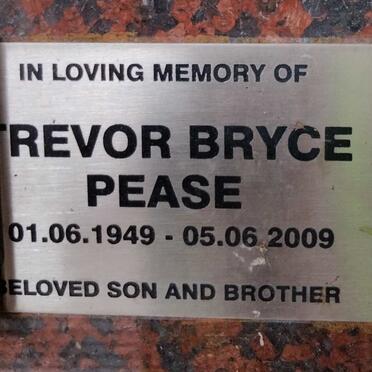 IN LOVING MEMORY OF
TREVOR BRYCE
PEASE
01.06.1949 - 05.06.2009
BELOVED SON AND BROTHER